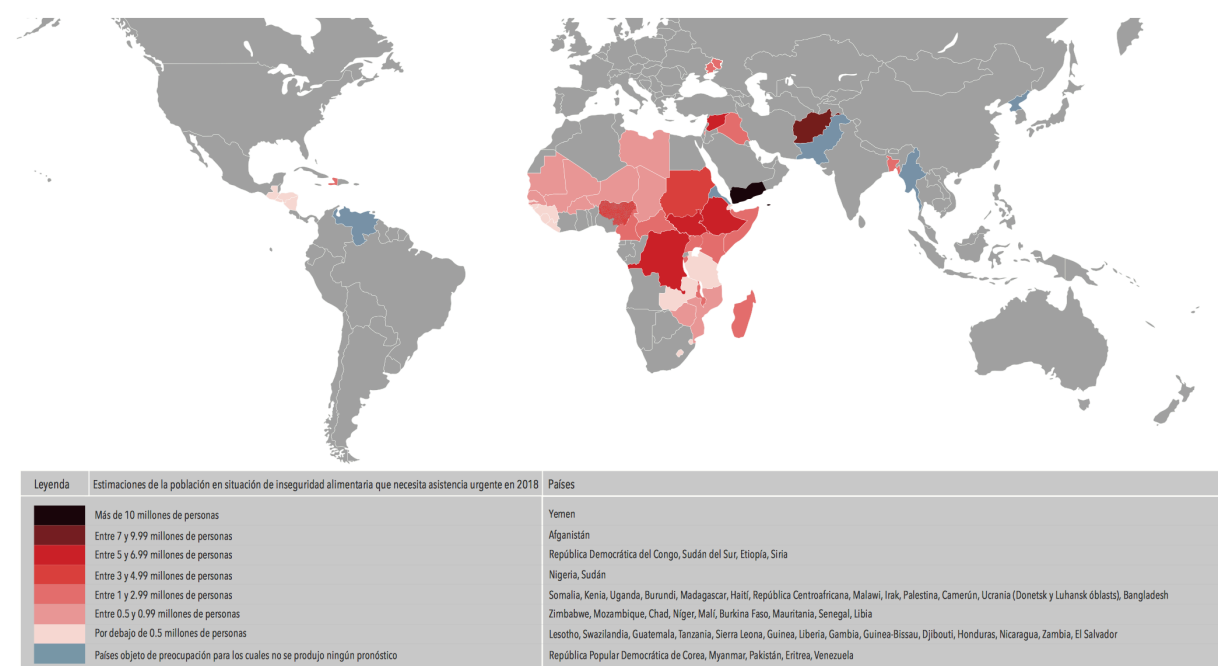 Leyenda Estimaciones de la población en situación de inseguridad alimentaria que necesita asistencia urgente en 2018 Países
Más de 10 millones de personas Yemen
Entre 7 y 9.99 millones de personas Afganistán
Entre 5 y 6.99 millones de personas República Democrática del Congo, Sudán del Sur, Etiopía, Siria
Entre 3 y 4.99 millones de personas Nigeria, Sudán
Entre 1 y 2.99 millones de personas Somalia, Kenia, Uganda, Burundi, Madagascar, Haití, República Centroafricana, Malawi, Irak, Palestina, Camerún, Ucrania (Donetsk y Luhansk óblasts), Bangladesh
Entre 0.5 y 0.99 millones de personas Zimbabwe, Mozambique, Chad, Níger, Malí, Burkina Faso, Mauritania, Senegal, Libia
Por debajo de 0.5 millones de personas Lesotho, Swazilandia, Guatemala, Tanzania, Sierra Leona, Guinea, Liberia, Gambia, Guinea-Bissau, Djibouti, Honduras, Nicaragua, Zambia, El Salvador
Países objeto de preocupación para los cuales no se produjo ningún pronóstico República Popular Democrática de Corea, Myanmar, Pakistán, Eritrea, Venezuela